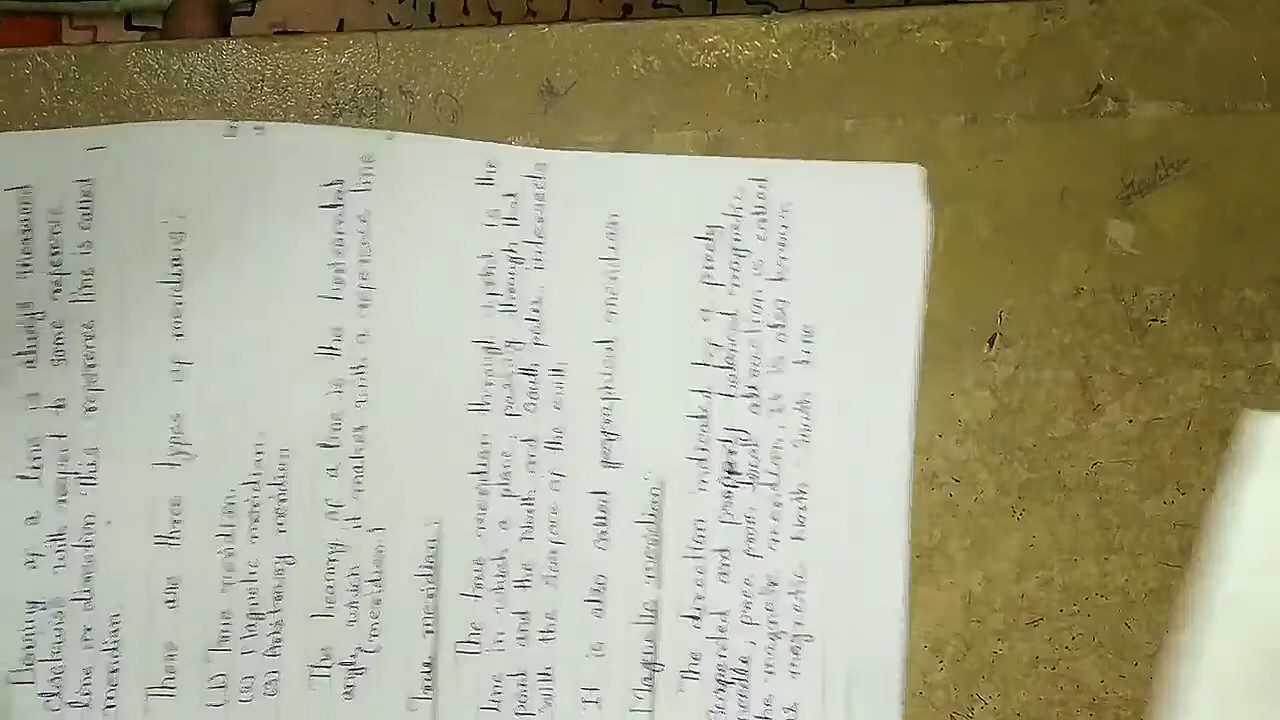 Bearing of a line is always measured
clockwise with respect to some reference
line or direction This reference line is called
meridian
There are three types of meridians:
(1) True meridian.
(2) Magnetic meridian
(3) Arbitrary meridian
The bearing of a line is the horizontal
angle which it makes with a reference line
(meridian)
True meridian.
The true meridian through a point is the
line in which a plane, passing through that
point and the North and South poles, intersects
with the surface of the earth
It is also called geographical meridian
Magnetic meridian
The direction indicated by a freely
suspended and balanced magnetic
needle, free from local attraction is called
the magnetic meridian, it is also known
as magnetic North - South line